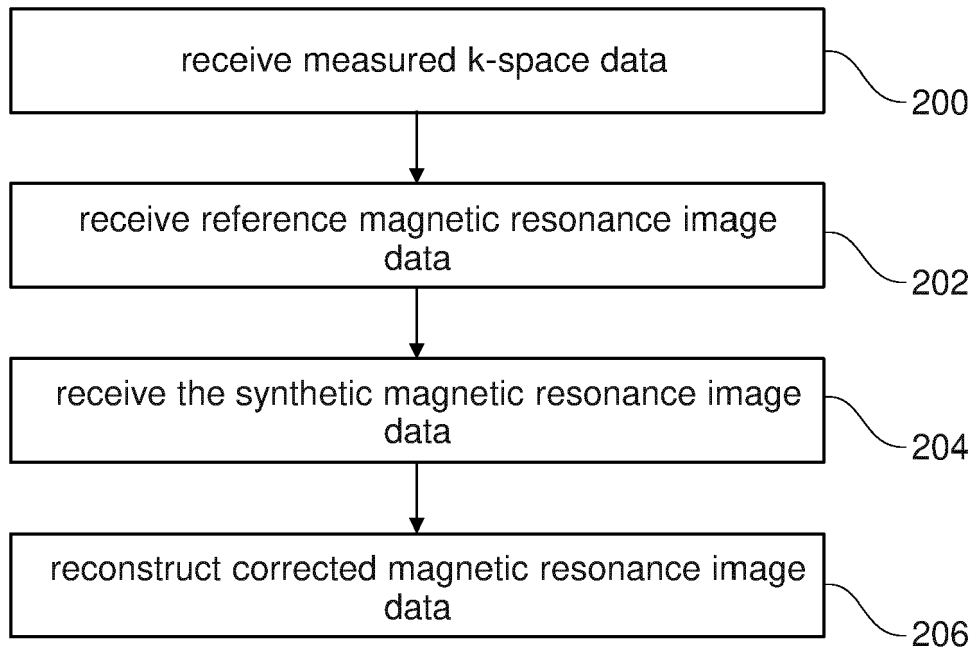 receive measured k-space data
200
receive reference magnetic resonance image
data
202
receive the synthetic magnetic resonance image
data
204
reconstruct corrected magnetic resonance image
data
206